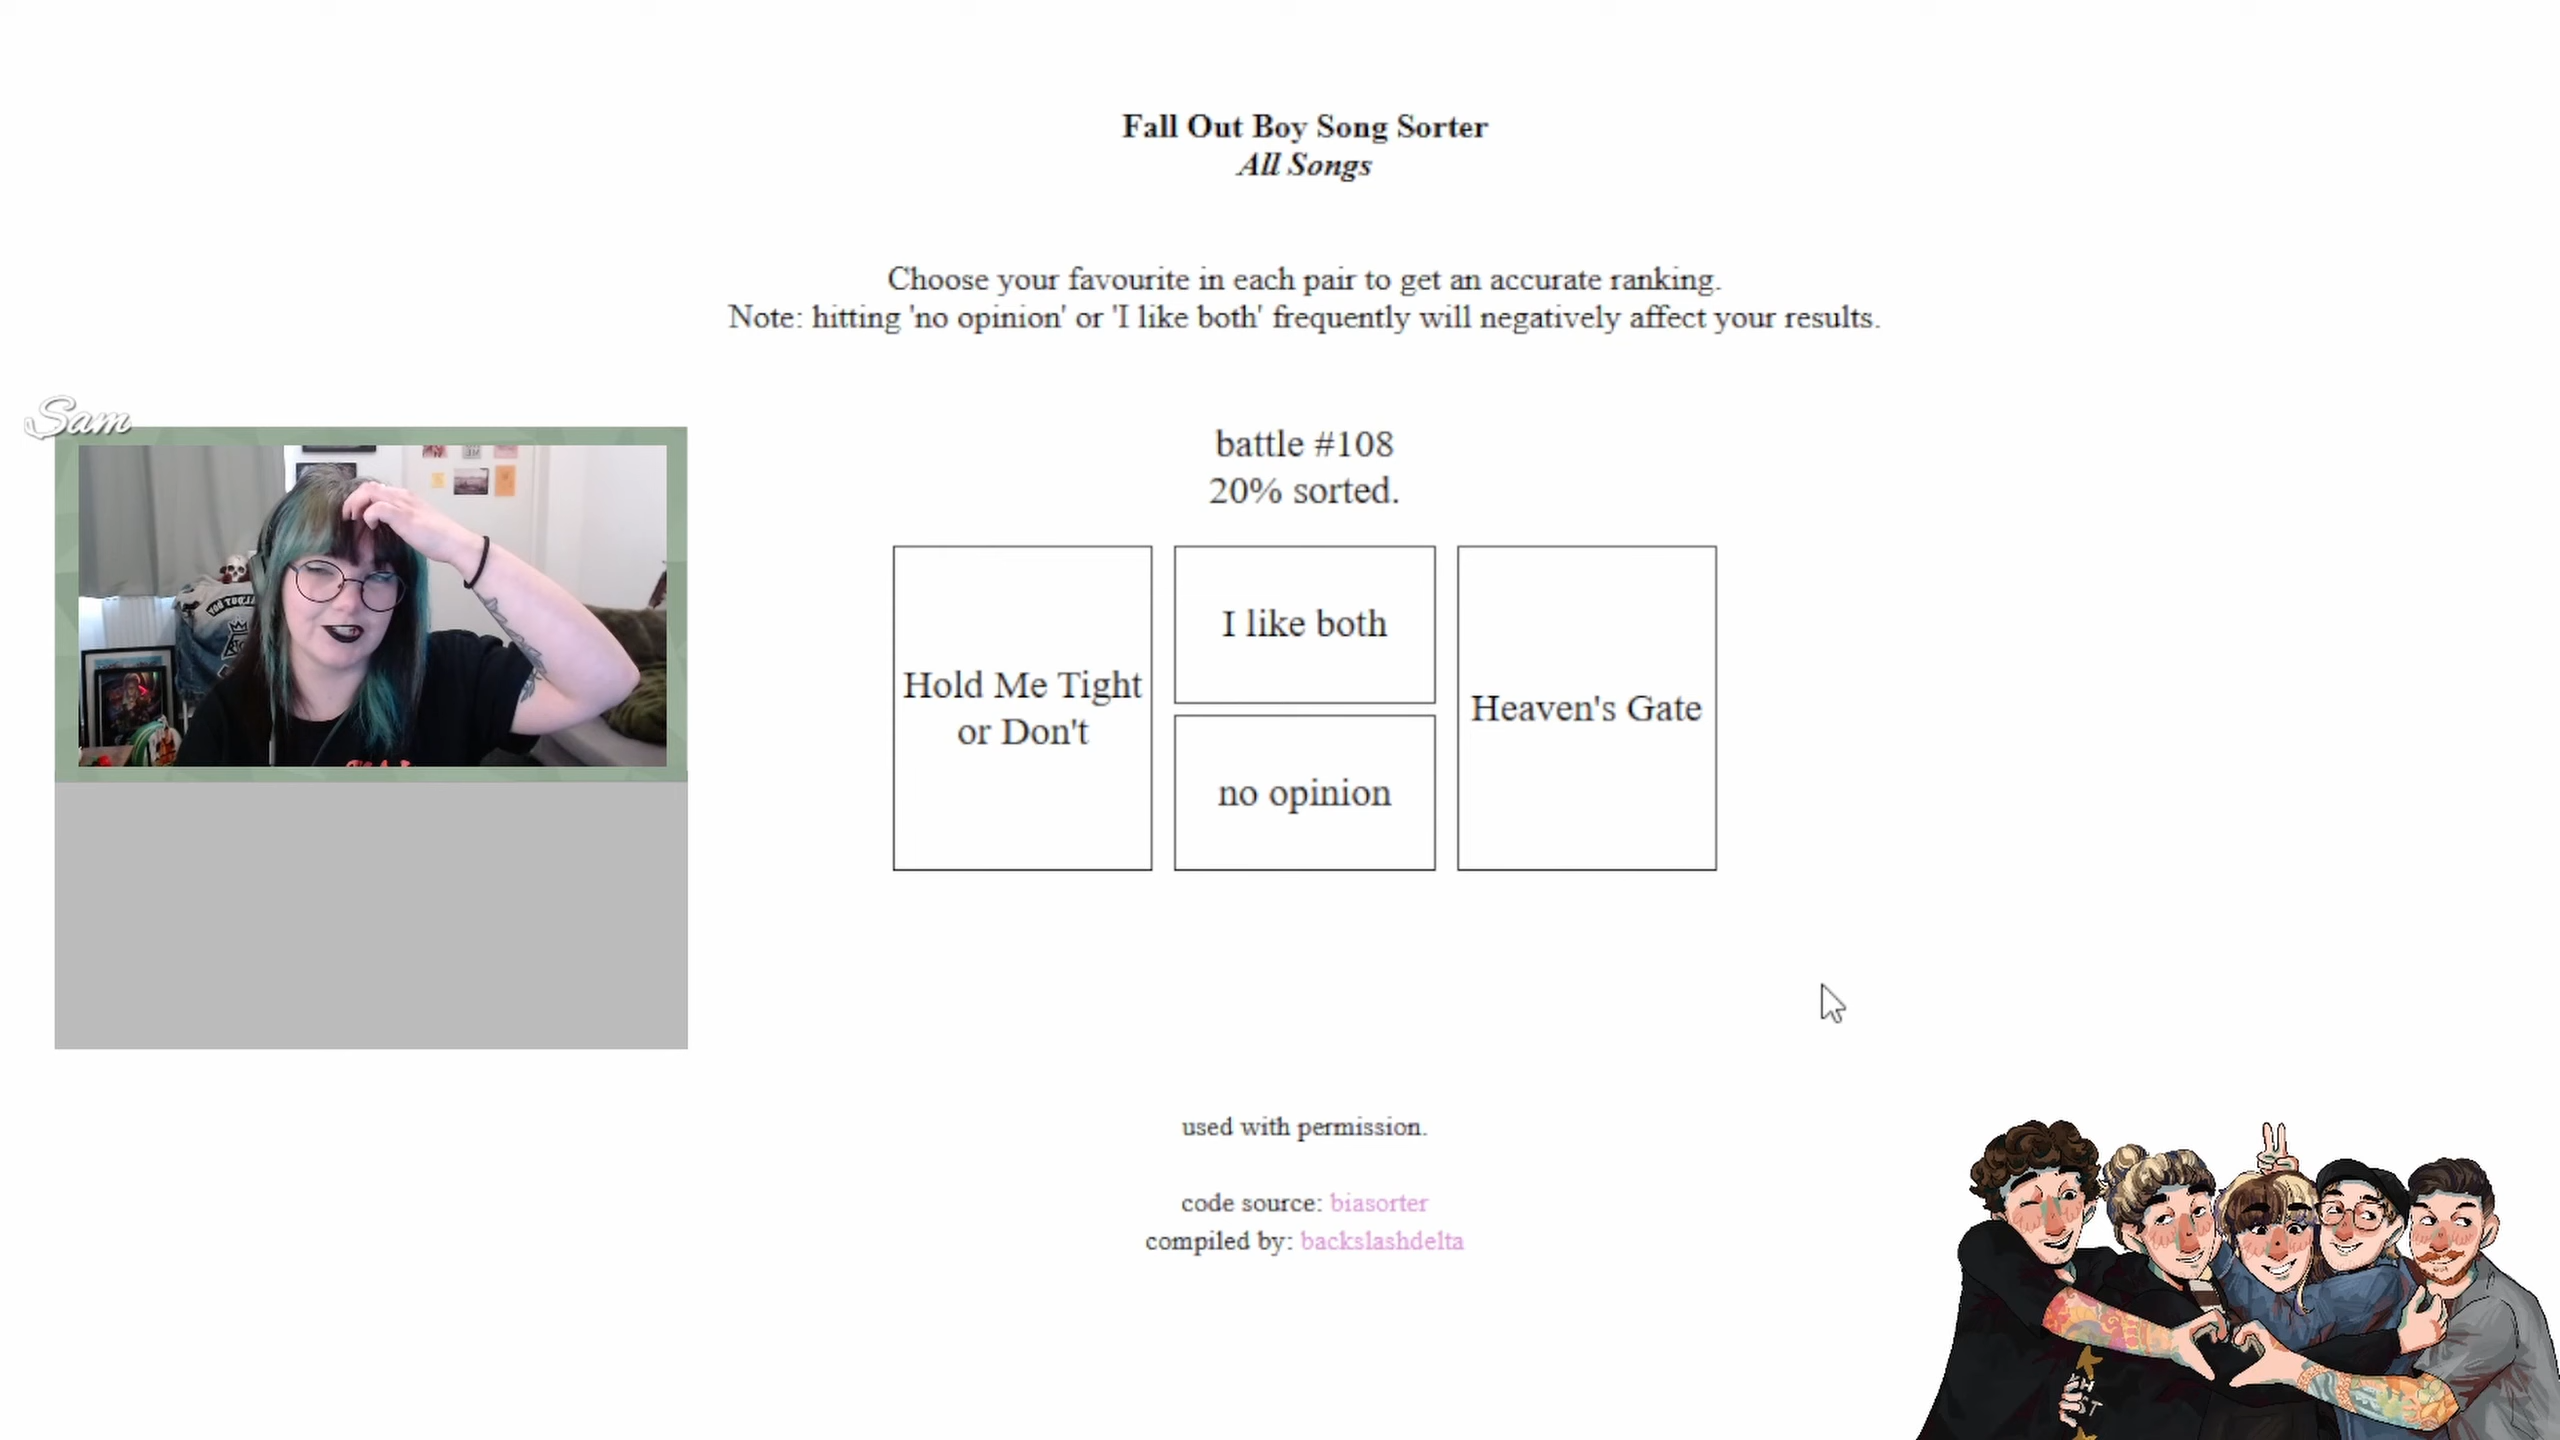 Fall Out Boy Song Sorter
All Songs
Choose your favourite in each pair to get an accurate ranking.
Note: hitting 'no opinion' or 'I like both' frequently will negatively affect your results.
Sam
battle #108
20% sorted.
Hold Me Tight
or Don't
I like both
no opinion
Heaven's Gate
used with permission.
code source: biasorter
compiled by: backslashdelta